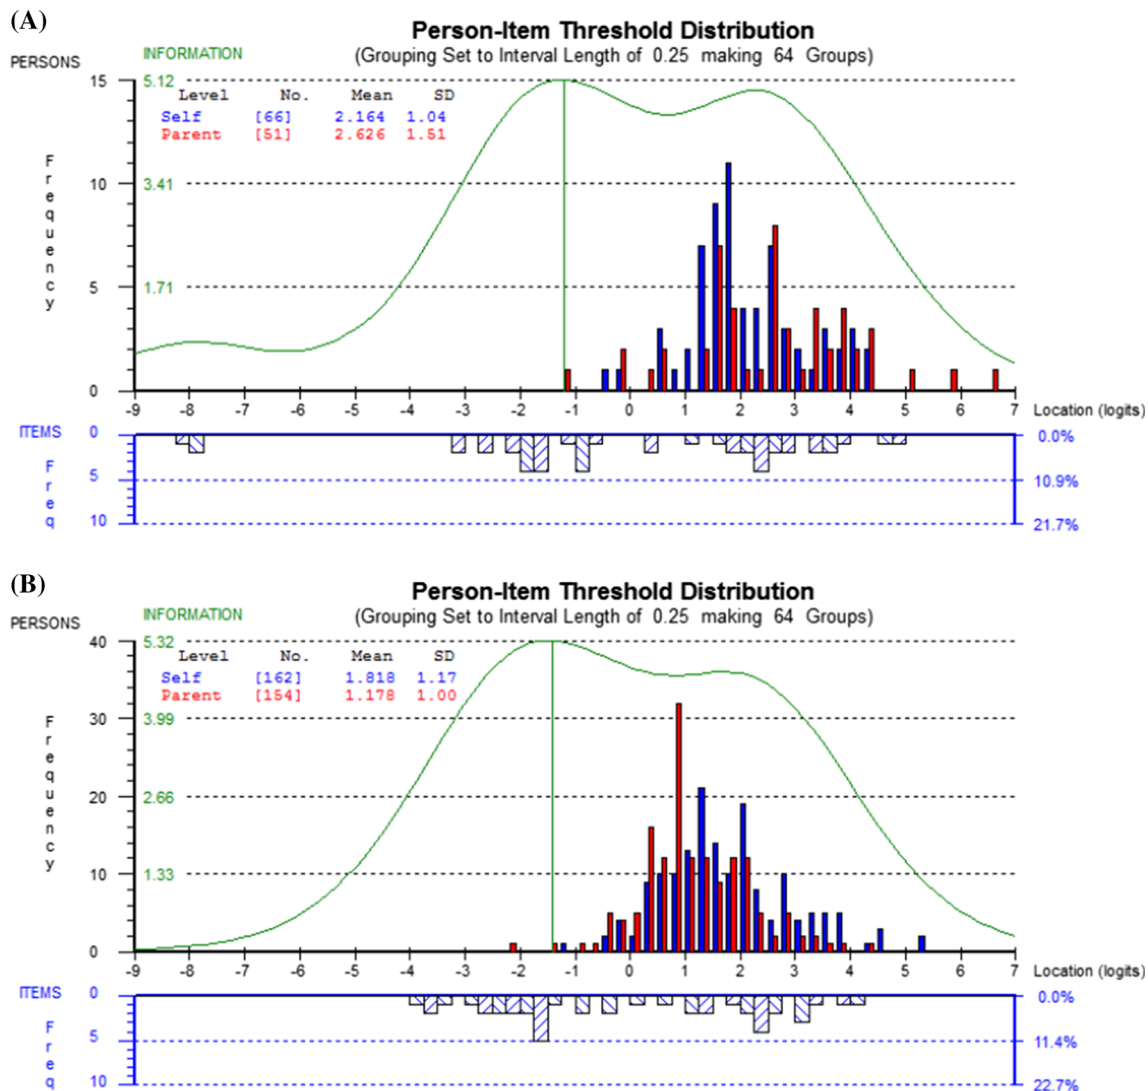 (A)
Person-Item Threshold Distribution
(Grouping Set to Interval Length of 0.25 making 64 Groups)
PERSONS
INFORMATION
15 5.12
Level No. Mean SD
Self [66] 2.164 1.04
Parent [51] 2.626 1.51
Frequency
10 3.41
5 1.71
0
-9 -8 -7 -6 -5 -4 -3 -2 -1 0 1 2 3 4 5 6 7 Location (logits)
ITEMS 0 0.0%
Freq
5 10.9%
10 21.7%
(B)
Person-Item Threshold Distribution
(Grouping Set to Interval Length of 0.25 making 64 Groups)
PERSONS
INFORMATION
40 5.32
Level No. Mean SD
Self [162] 1.818 1.17
Parent [154] 1.178 1.00
Frequency
30 3.99
20 2.66
10 1.33
0
-9 -8 -7 -6 -5 -4 -3 -2 -1 0 1 2 3 4 5 6 7 Location (logits)
ITEMS 0 0.0%
Freq
5 11.4%
10 22.7%